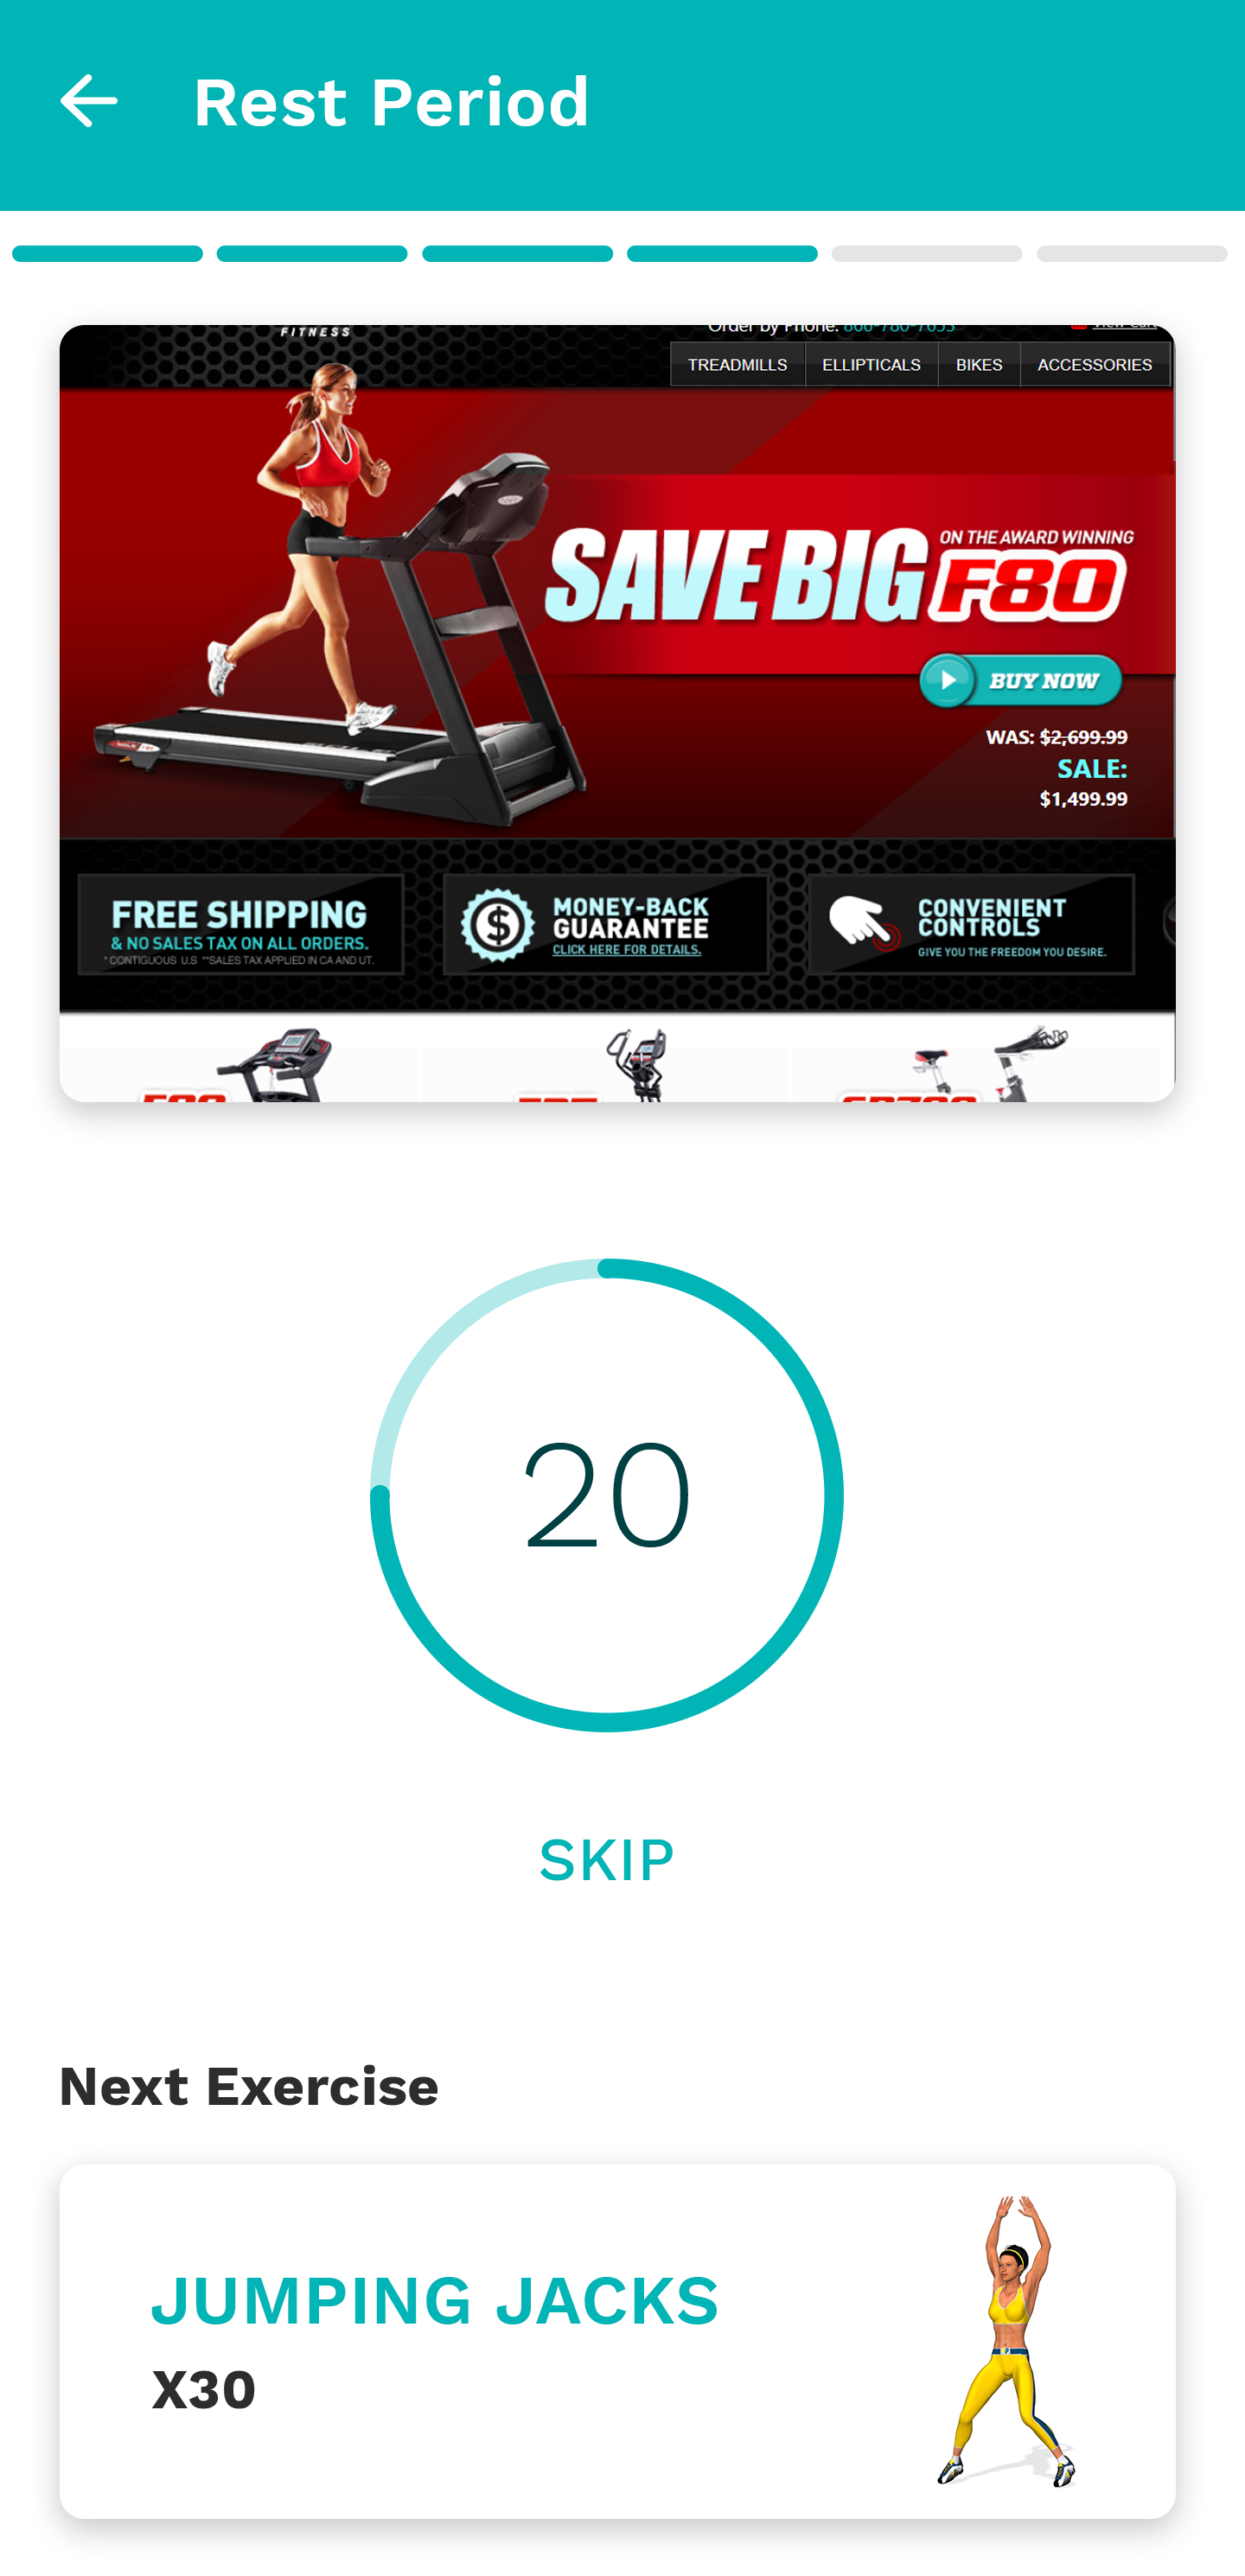 Rest Period
FITNESS
Order by Phone: 866-780-7655
View Cart
TREADMILLS ELLIPTICALS BIKES ACCESSORIES
SAVE BIG ON THE AWARD WINNING
F80
BUY NOW
WAS: $2,699.99
SALE:
$1,499.99
FREE SHIPPING
& NO SALES TAX ON ALL ORDERS.
* CONTIGUOUS U.S **SALES TAX APPLIED IN CA AND UT.
MONEY-BACK
GUARANTEE
CLICK HERE FOR DETAILS.
CONVENIENT
CONTROLS
GIVE YOU THE FREEDOM YOU DESIRE.
20
SKIP
Next Exercise
JUMPING JACKS
X30